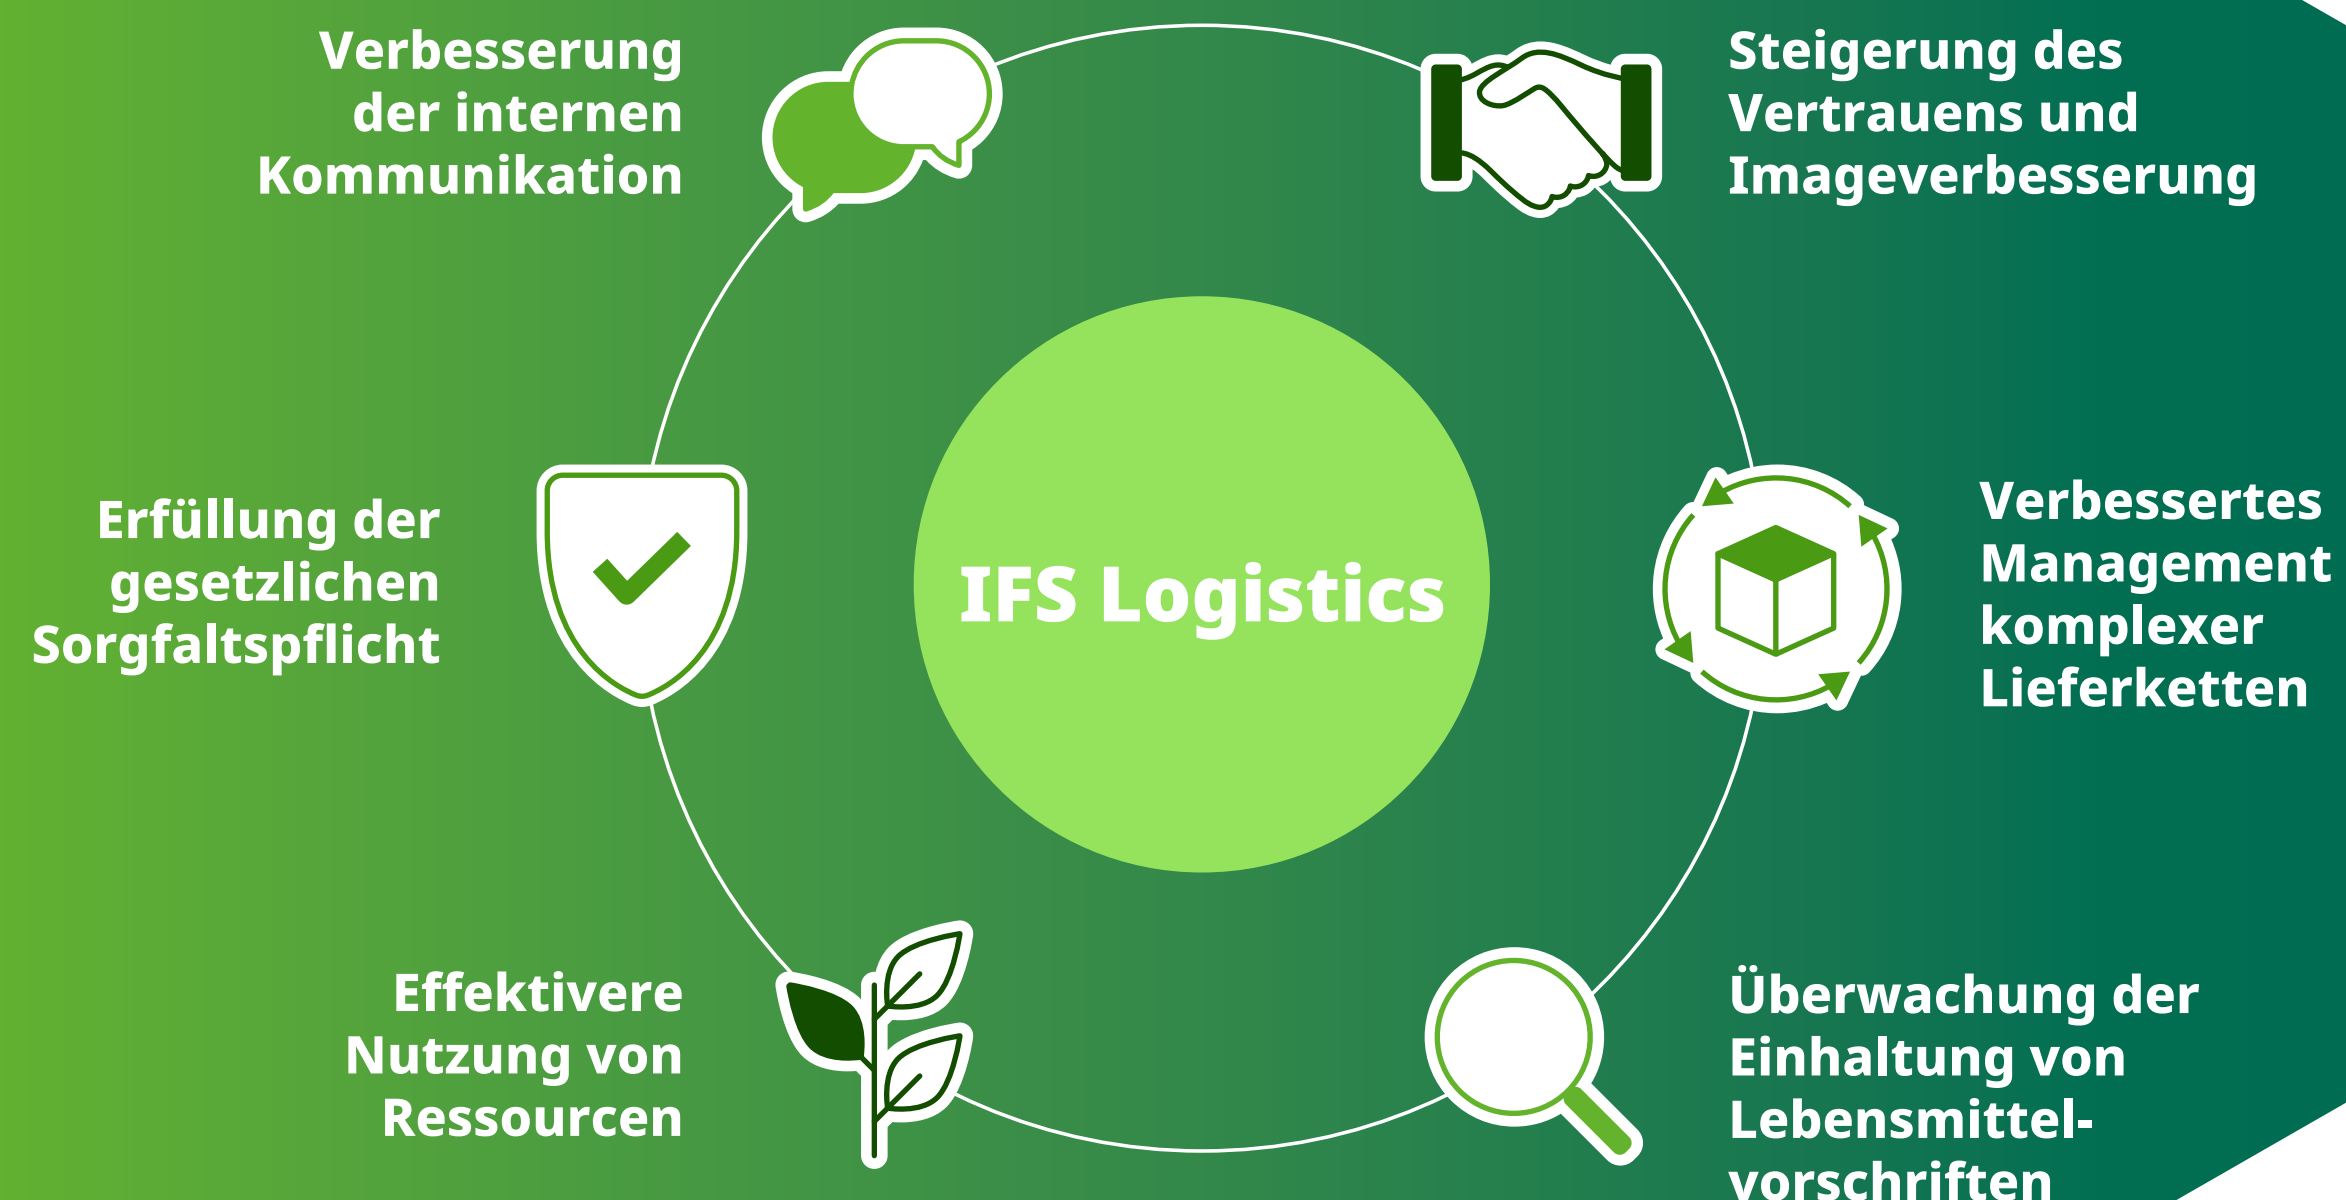 Verbesserung
der internen
Kommunikation
Steigerung des
Vertrauens und
Imageverbesserung
Erfüllung der
gesetzlichen
Sorgfaltspflicht
IFS Logistics
Verbessertes
Management
komplexer
Lieferketten
Effektivere
Nutzung von
Ressourcen
Überwachung der
Einhaltung von
Lebensmittel-
vorschriften